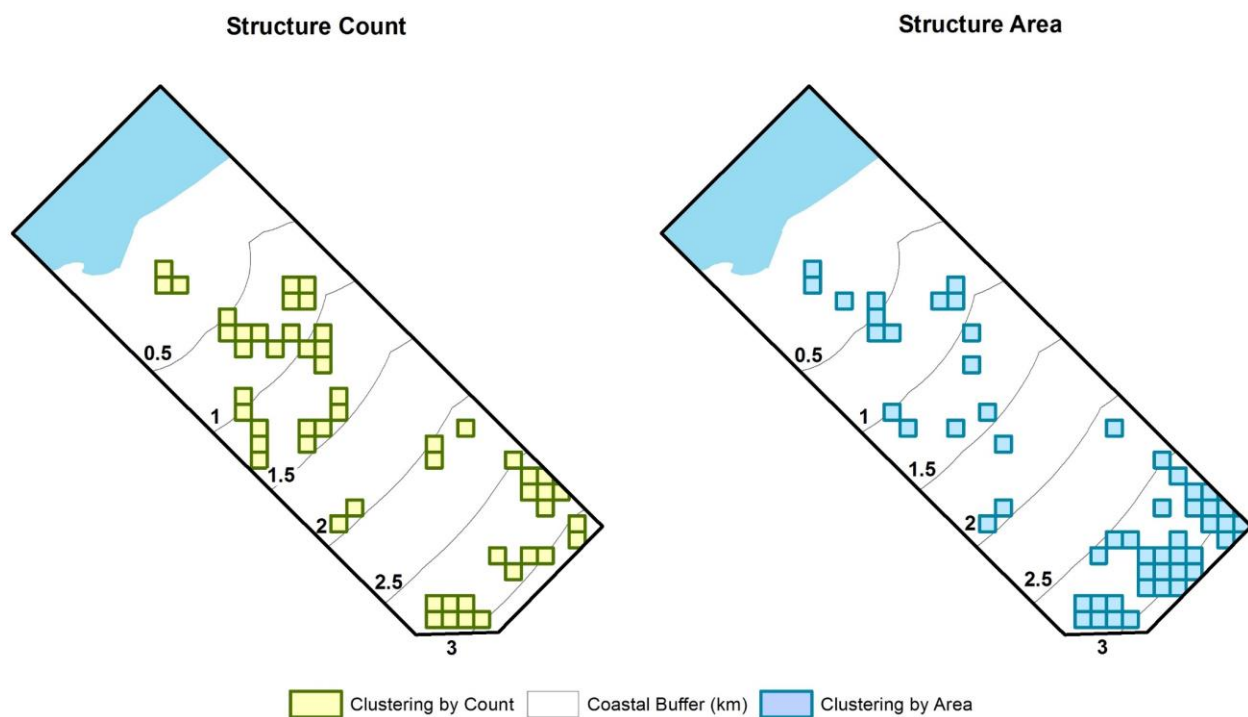 Structure Count
Structure Area
0.5
1
1.5
2
2.5
3
0.5
1
1.5
2
2.5
3
Clustering by Count
Coastal Buffer (km)
Clustering by Area